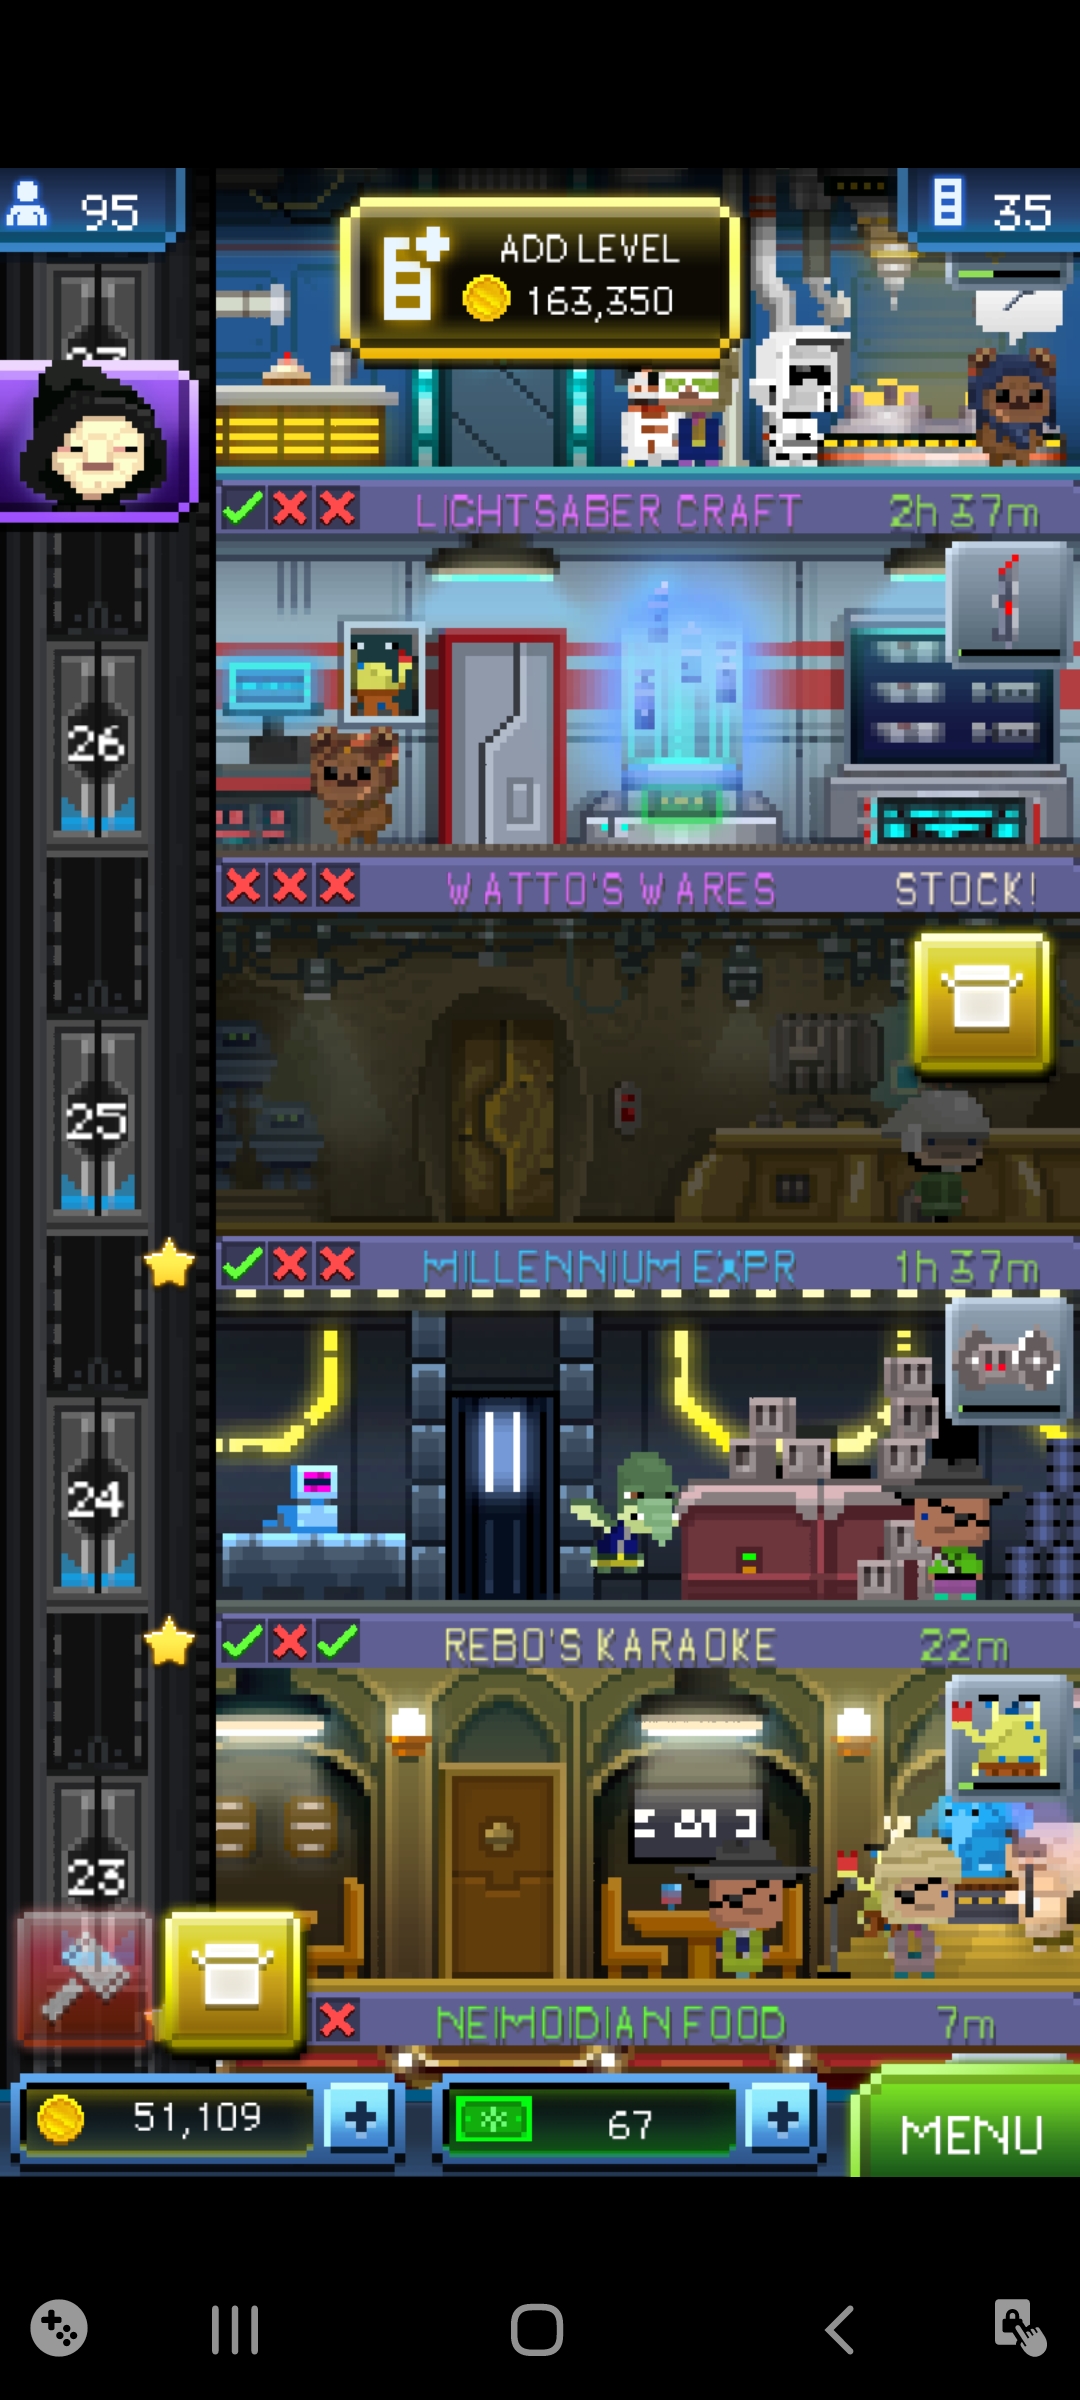 95
ADD LEVEL
163,350
35
LIGHTSABER CRAFT 2h 37m
26
WATTO'S WARES STOCK!
25
MILLENNIUM EXPR 1h 37m
24
REBO'S KARAOKE 22m
23
NEIMOIDIAN FOOD 7m
51,109
67
MENU